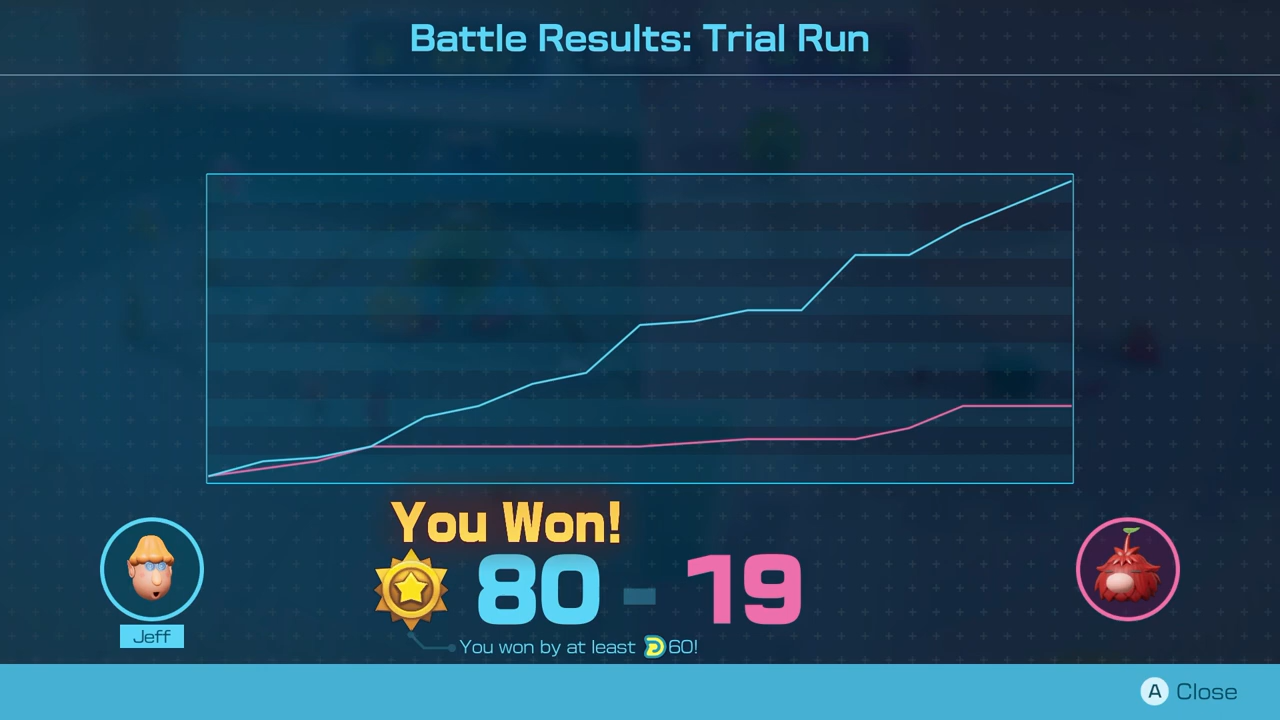 Battle Results: Trial Run
You Won!
80 - 19
Jeff
You won by at least 60!
A Close